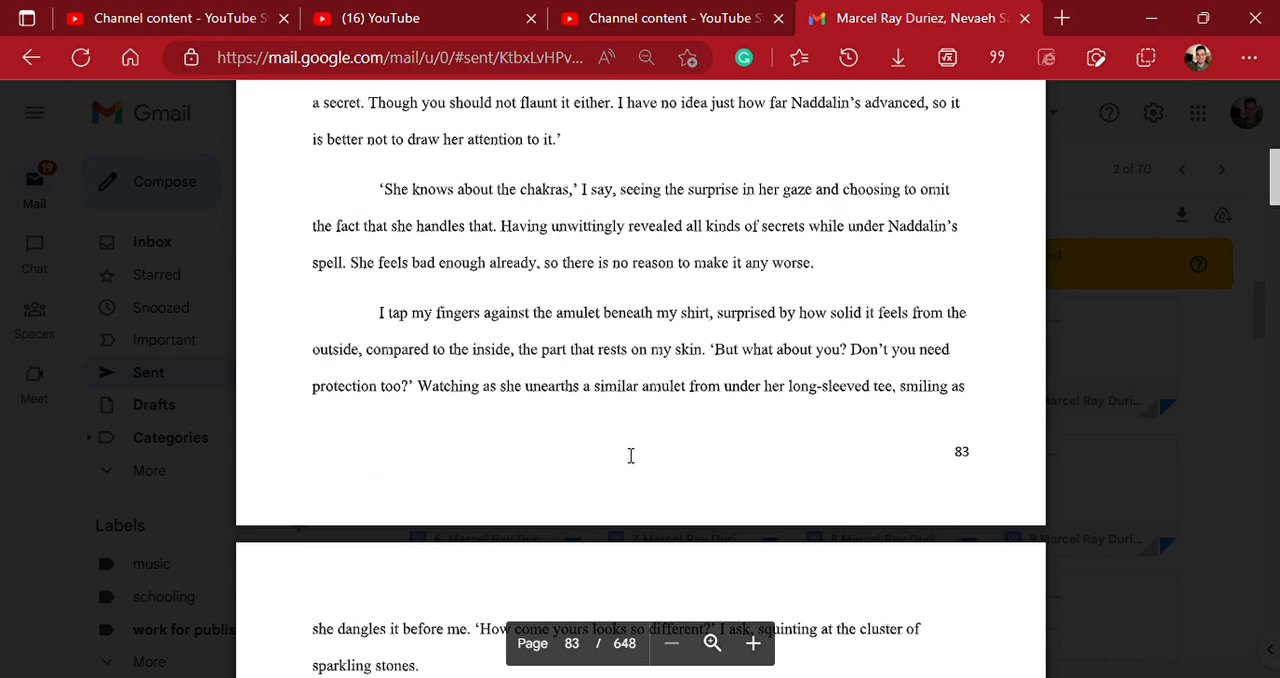 Channel content - YouTube S
(16) YouTube
Channel content - YouTube S
Marcel Ray Duriez, Nevaeh S
https://mail.google.com/mail/u/0/#sent/KtbxLvHPv...
Gmail
2 of 70
19
Mail
Chat
Spaces
Meet
Compose
Inbox
Starred
Snoozed
Important
Sent
Drafts
Categories
More
Labels
music
schooling
work for publis
More
a secret. Though you should not flaunt it either. I have no idea just how far Naddalin’s advanced, so it
is better not to draw her attention to it.’
‘She knows about the chakras,’ I say, seeing the surprise in her gaze and choosing to omit
the fact that she handles that. Having unwittingly revealed all kinds of secrets while under Naddalin’s
spell. She feels bad enough already, so there is no reason to make it any worse.
I tap my fingers against the amulet beneath my shirt, surprised by how solid it feels from the
outside, compared to the inside, the part that rests on my skin. ‘But what about you? Don’t you need
protection too?’ Watching as she unearths a similar amulet from under her long-sleeved tee, smiling as
83
she dangles it before me. ‘How come yours looks so different?’ I ask, squinting at the cluster of
sparkling stones.
Page 83 / 648
Marcel Ray Duri...
9 Marcel Ray Duri...